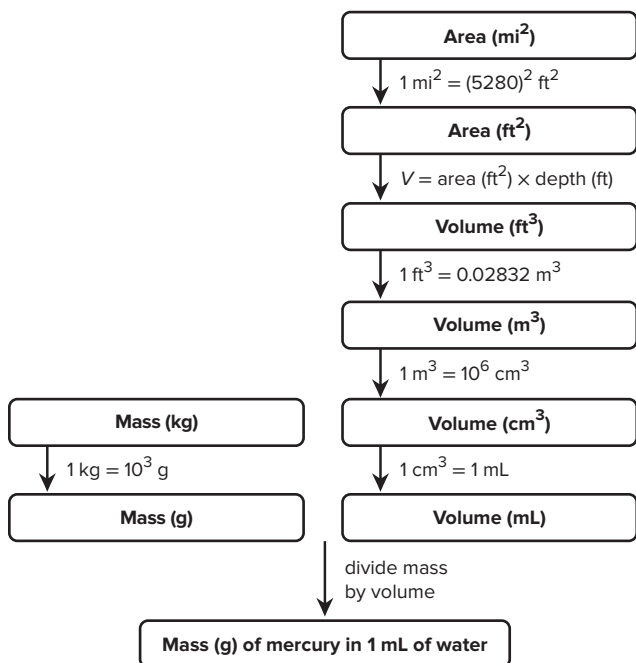 Area (mi²)
1 mi² = (5280)² ft²
Area (ft²)
V = area (ft²) × depth (ft)
Volume (ft³)
1 ft³ = 0.02832 m³
Volume (m³)
1 m³ = 10⁶ cm³
Mass (kg)
Volume (cm³)
1 kg = 10³ g
1 cm³ = 1 mL
Mass (g)
Volume (mL)
divide mass
by volume
Mass (g) of mercury in 1 mL of water